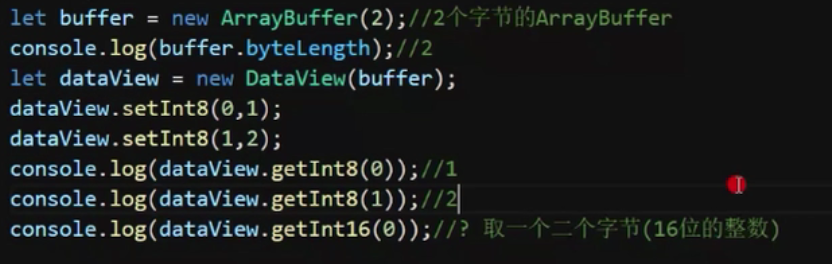 let buffer = new ArrayBuffer(2);//2个字节的ArrayBuffer
console.log(buffer.byteLength);//2
let dataView = new DataView(buffer);
dataView.setInt8(0,1);
dataView.setInt8(1,2);
console.log(dataView.getInt8(0));//1
console.log(dataView.getInt8(1));//2
console.log(dataView.getInt16(0));//? 取一个二个字节(16位的整数)